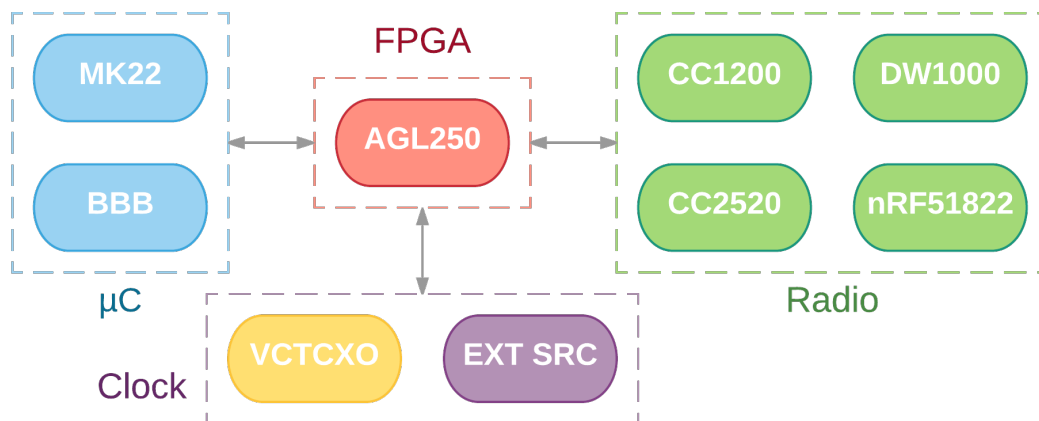 FPGA
MK22
BBB
µC
AGL250
CC1200
DW1000
CC2520
nRF51822
Radio
Clock
VCTCXO
EXT SRC